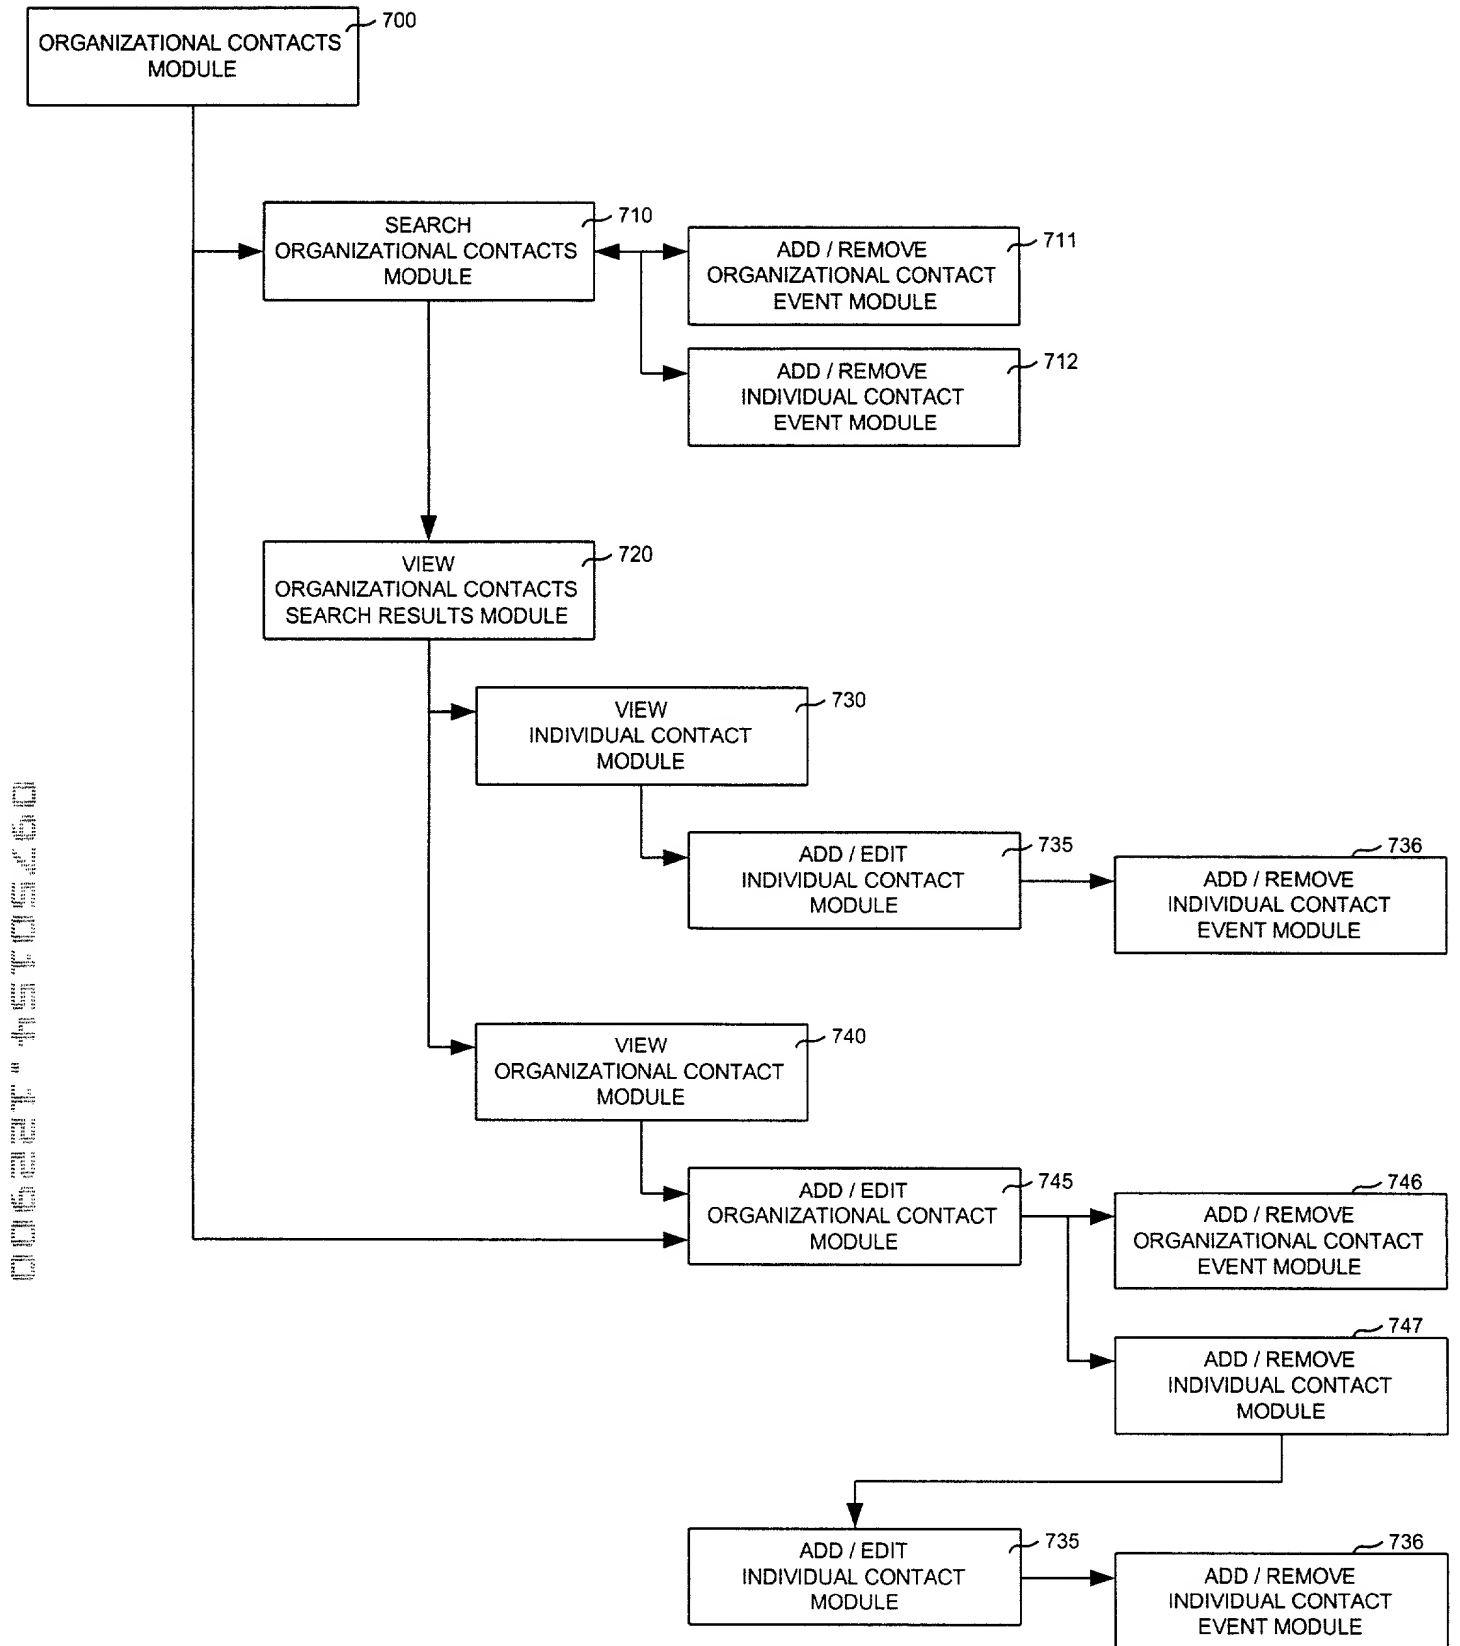 ORGANIZATIONAL CONTACTS
MODULE
700
SEARCH
ORGANIZATIONAL CONTACTS
MODULE
710
ADD / REMOVE
ORGANIZATIONAL CONTACT
EVENT MODULE
711
ADD / REMOVE
INDIVIDUAL CONTACT
EVENT MODULE
712
VIEW
ORGANIZATIONAL CONTACTS
SEARCH RESULTS MODULE
720
VIEW
INDIVIDUAL CONTACT
MODULE
730
ADD / EDIT
INDIVIDUAL CONTACT
MODULE
735
ADD / REMOVE
INDIVIDUAL CONTACT
EVENT MODULE
736
VIEW
ORGANIZATIONAL CONTACT
MODULE
740
ADD / EDIT
ORGANIZATIONAL CONTACT
MODULE
745
ADD / REMOVE
ORGANIZATIONAL CONTACT
EVENT MODULE
746
ADD / REMOVE
INDIVIDUAL CONTACT
MODULE
747
ADD / EDIT
INDIVIDUAL CONTACT
MODULE
735
ADD / REMOVE
INDIVIDUAL CONTACT
EVENT MODULE
736